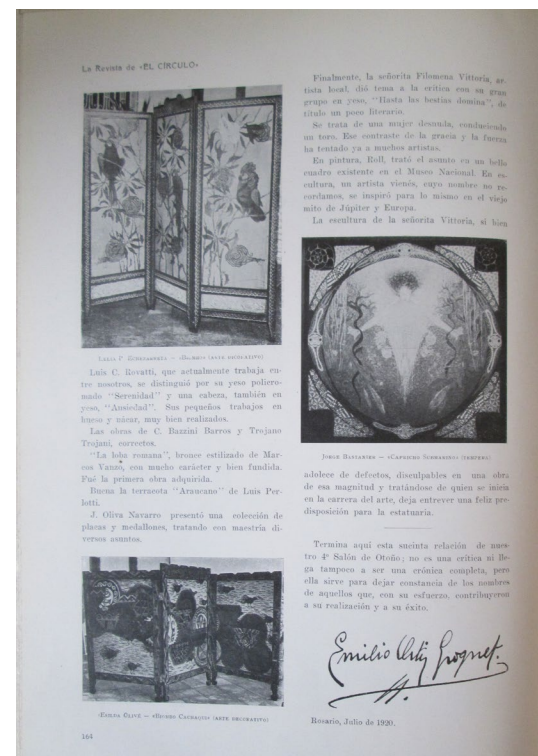 La Revista de «EL CÍRCULO»
Luis C. Rovatti, que actualmente trabaja en-
tre nosotros, se distinguió por su yeso policro-
mado "Serenidad" y una cabeza, también en
yeso, "Ansiedad". Sus pequeños trabajos en
hueso y nácar, muy bien realizados.
Las obras de C. Bazzini Barros y Trojano
Trojani, correctos.
"La loba romana", bronce estilizado de Mar-
cos Vanzo, con mucho carácter y bien fundida.
Fué la primera obra adquirida.
Buena la terracota "Araucano" de Luis Per-
lotti.
J. Oliva Navarro presentó una colección de
placas y medallones, tratando con maestría di-
versos asuntos.
OLIVÉ — (ARTE DECORATIVO)
164
Finalmente, la señorita Filomena Vittoria, ar-
tista local, dió tema a la crítica con su gran
grupo en yeso, "Hasta las bestias domina", de
título un poco literario.
Se trata de una mujer desnuda, conduciendo
un toro. Ese contraste de la gracia y la fuerza
ha tentado ya a muchos artistas.
En pintura, Roll, trató el asunto en un bello
cuadro existente en el Museo Nacional. En es-
cultura, un artista vienés, cuyo nombre no re-
cordamos, se inspiró para lo mismo en el viejo
mito de Júpiter y Europa.
La escultura de la señorita Vittoria, si bien
JORGE — «CAPRICHO
adolece de defectos, disculpables en una obra
de esa magnitud y tratándose de quien se inicia
en la carrera del arte, deja entrever una feliz pre-
disposición para la estatuaria.
Termina aquí esta sucinta relación de nues-
tro 4º Salón de Otoño; no es una crítica ni lle-
ga tampoco a ser una crónica completa, pero
ella sirve para dejar constancia de los nombres
de aquellos que, con su esfuerzo, contribuyeron
a su realización y a su éxito.
Emilio Ortiz Grognet
Rosario, Julio de 1920.